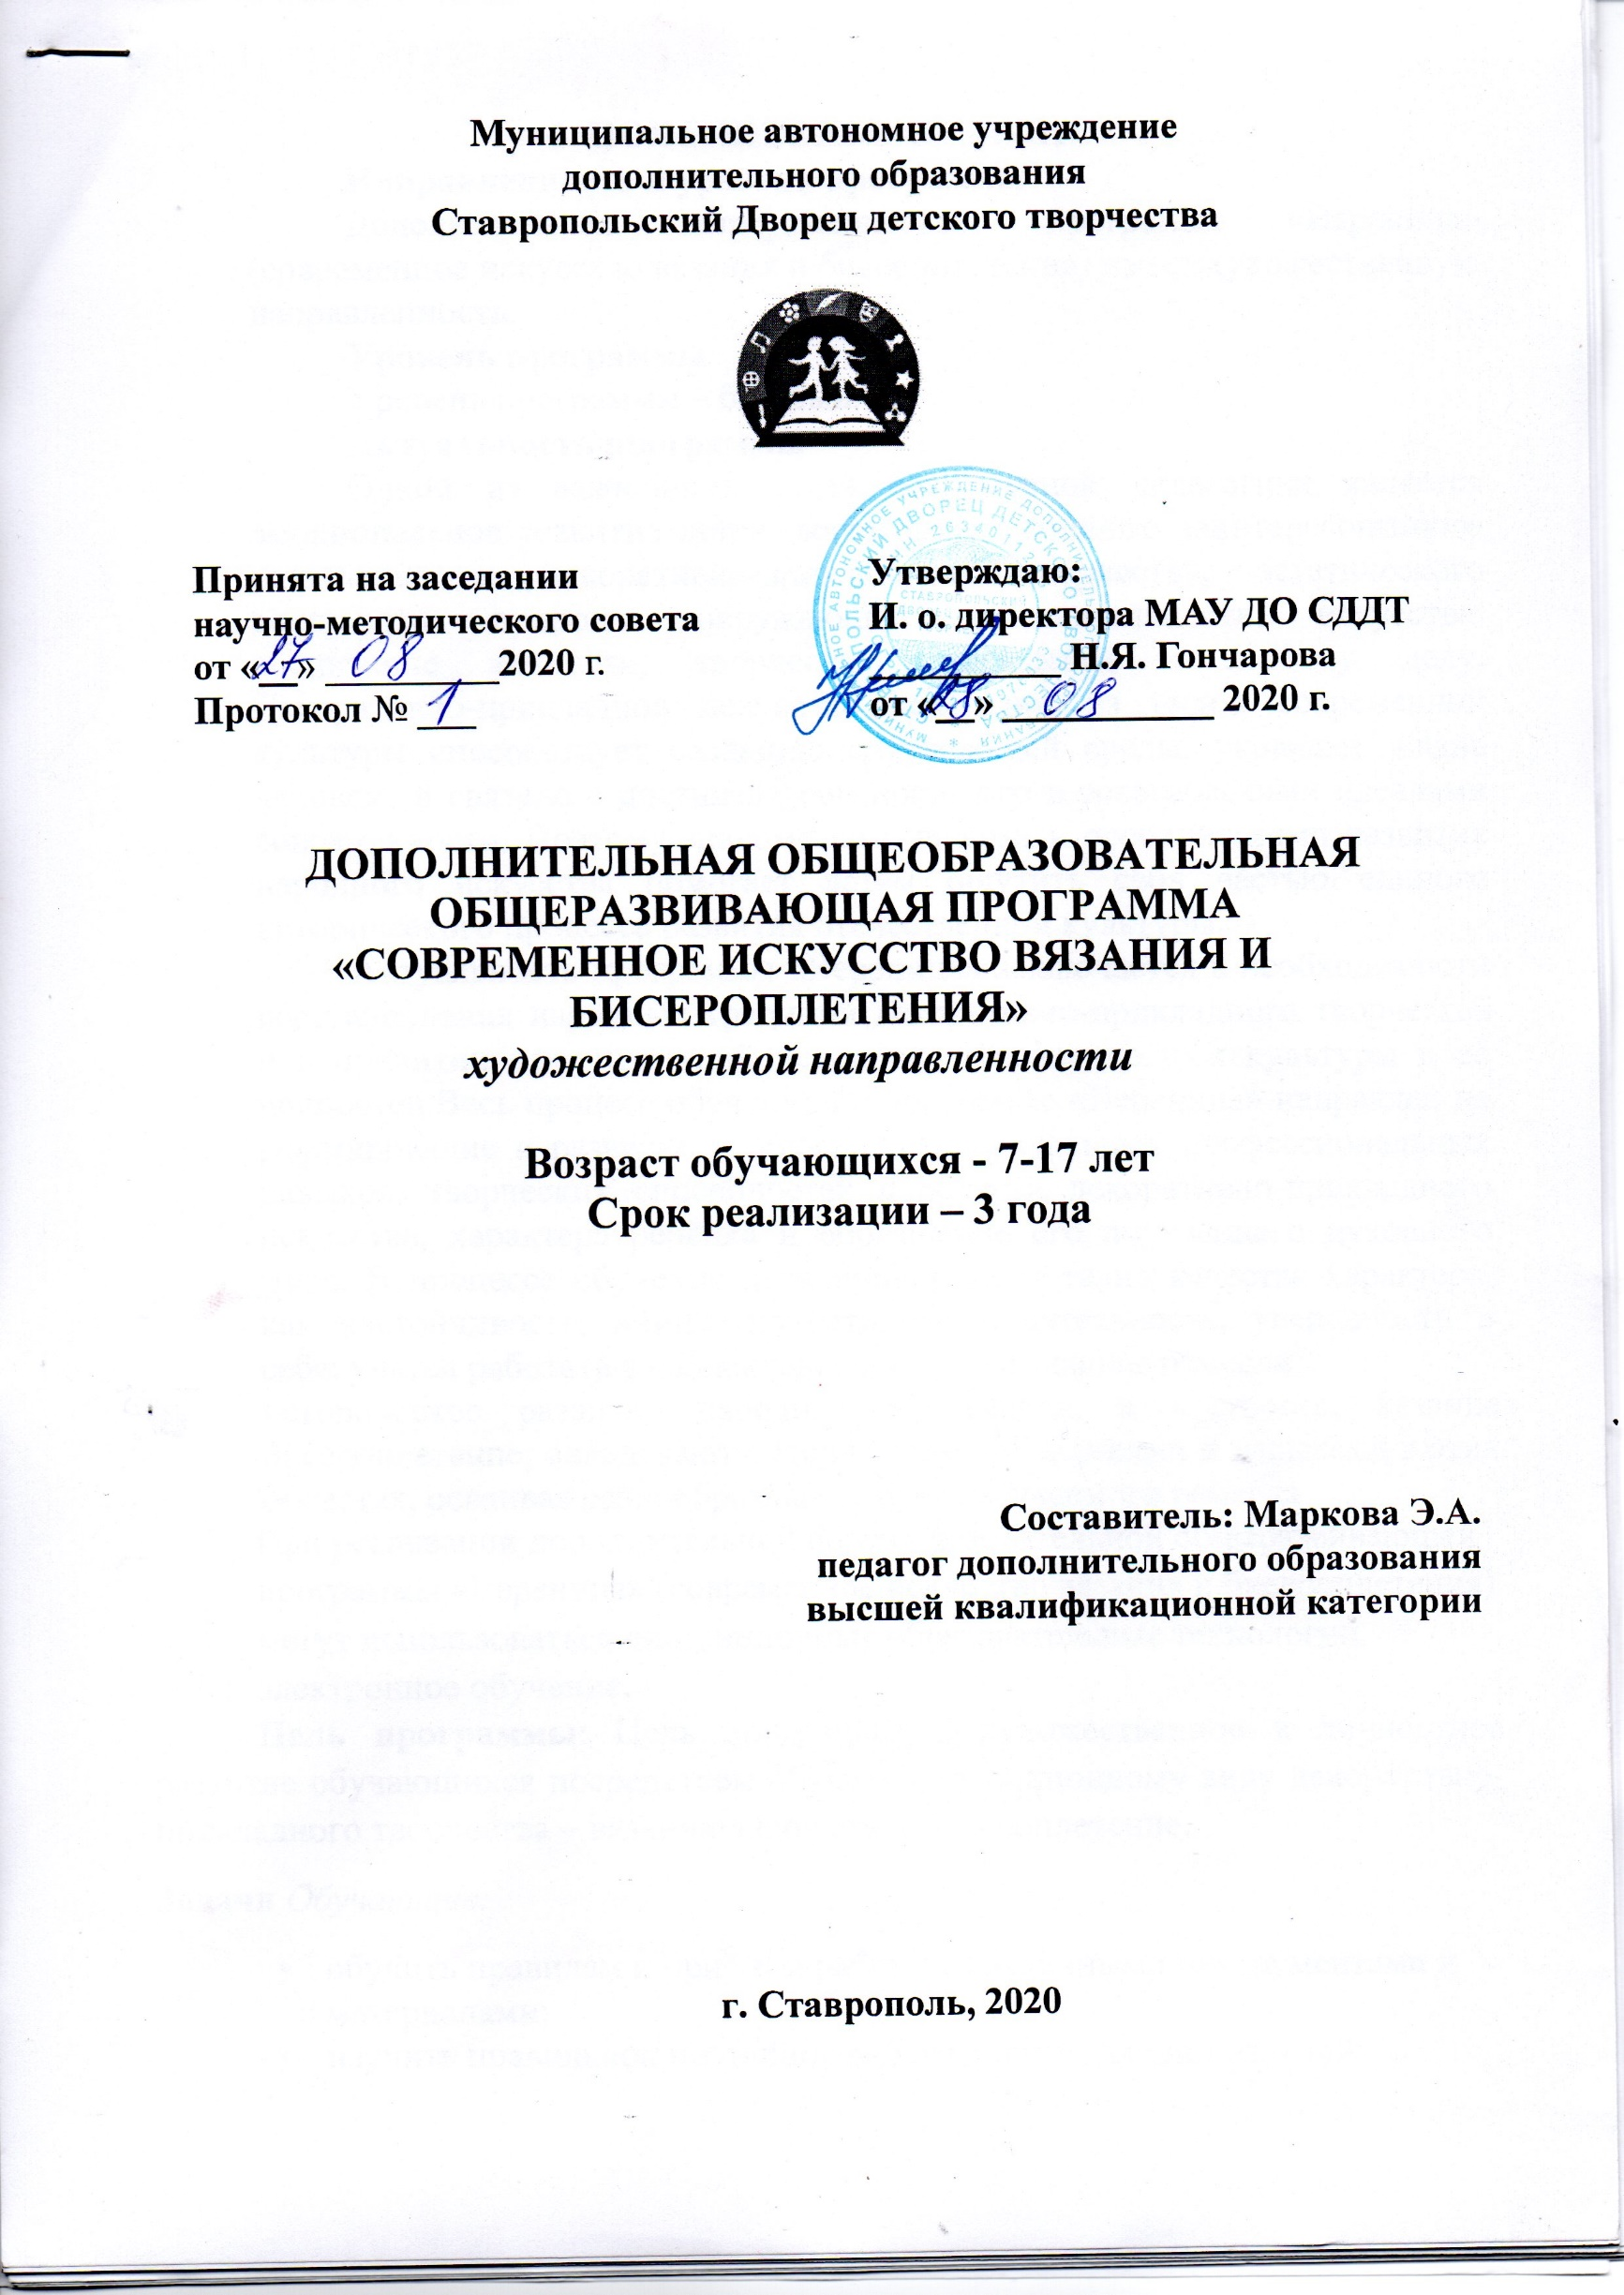 Муниципальное автономное учреждение
дополнительного образования
Ставропольский Дворец детского творчества
Принята на заседании
научно-методического совета
от «27» 08 2020 г.
Протокол № 1
Утверждаю:
И. о. директора МАУ ДО СДДТ
Н.Я. Гончарова
от «28» 08 2020 г.
ДОПОЛНИТЕЛЬНАЯ ОБЩЕОБРАЗОВАТЕЛЬНАЯ
ОБЩЕРАЗВИВАЮЩАЯ ПРОГРАММА
«СОВРЕМЕННОЕ ИСКУССТВО ВЯЗАНИЯ И
БИСЕРОПЛЕТЕНИЯ»
художественной направленности
Возраст обучающихся - 7-17 лет
Срок реализации – 3 года
Составитель: Маркова Э.А.
педагог дополнительного образования
высшей квалификационной категории
г. Ставрополь, 2020